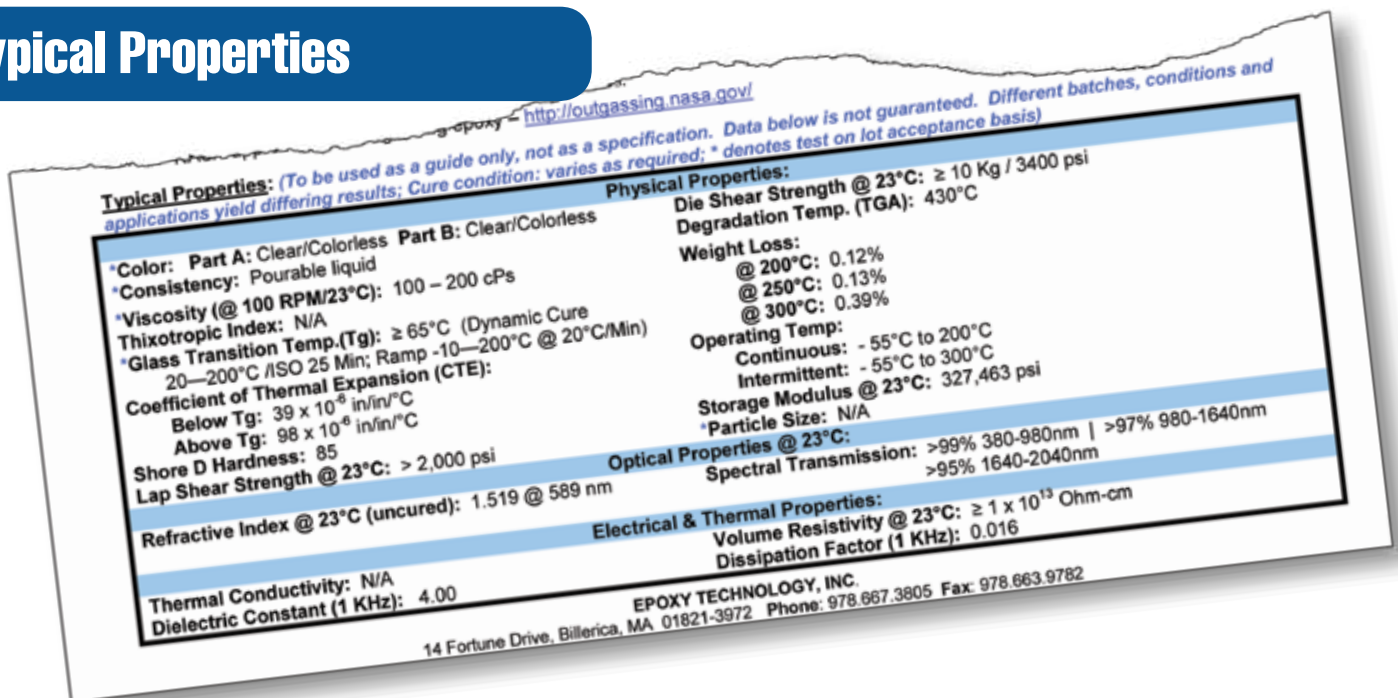 ypical Properties
epoxy – http://outgassing.nasa.gov/
Typical Properties: (To be used as a guide only, not as a specification. Data below is not guaranteed. Different batches, conditions and
applications yield differing results; Cure condition: varies as required; * denotes test on lot acceptance basis)
Physical Properties:
*Color: Part A: Clear/Colorless Part B: Clear/Colorless
*Consistency: Pourable liquid
*Viscosity (@ 100 RPM/23°C): 100 – 200 cPs
Thixotropic Index: N/A
*Glass Transition Temp.(Tg): ≥ 65°C (Dynamic Cure
20—200°C /ISO 25 Min; Ramp -10—200°C @ 20°C/Min)
Coefficient of Thermal Expansion (CTE):
Below Tg: 39 x 10⁻⁶ in/in/°C
Above Tg: 98 x 10⁻⁶ in/in/°C
Shore D Hardness: 85
Lap Shear Strength @ 23°C: > 2,000 psi
Die Shear Strength @ 23°C: ≥ 10 Kg / 3400 psi
Degradation Temp. (TGA): 430°C
Weight Loss:
@ 200°C: 0.12%
@ 250°C: 0.13%
@ 300°C: 0.39%
Operating Temp:
Continuous: - 55°C to 200°C
Intermittent: - 55°C to 300°C
Storage Modulus @ 23°C: 327,463 psi
*Particle Size: N/A
Optical Properties @ 23°C:
Refractive Index @ 23°C (uncured): 1.519 @ 589 nm
Spectral Transmission: >99% 380-980nm | >97% 980-1640nm
>95% 1640-2040nm
Electrical & Thermal Properties:
Thermal Conductivity: N/A
Dielectric Constant (1 KHz): 4.00
Volume Resistivity @ 23°C: ≥ 1 x 10¹³ Ohm-cm
Dissipation Factor (1 KHz): 0.016
EPOXY TECHNOLOGY, INC.
14 Fortune Drive, Billerica, MA 01821-3972 Phone: 978.667.3805 Fax: 978.663.9782